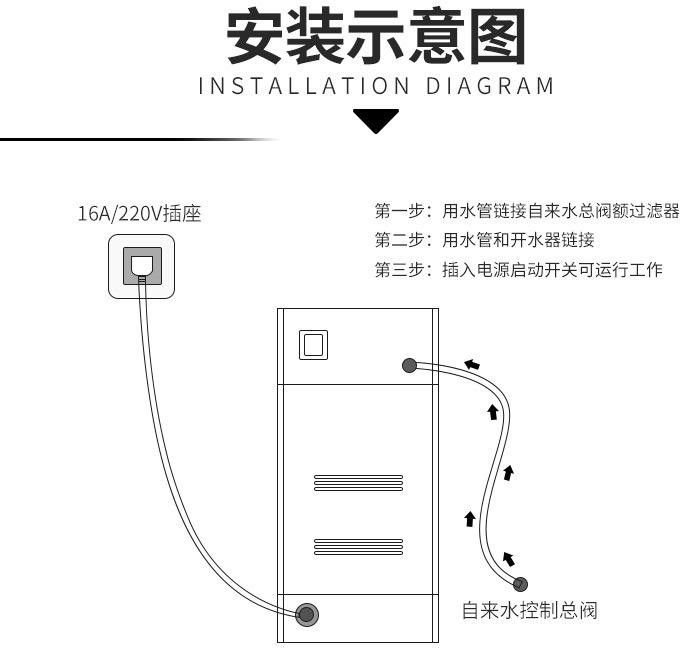 安装示意图
INSTALLATION DIAGRAM
16A/220V插座
第一步：用水管链接自来水总阀额过滤器
第二步：用水管和开水器链接
第三步：插入电源启动开关可运行工作
自来水控制总阀